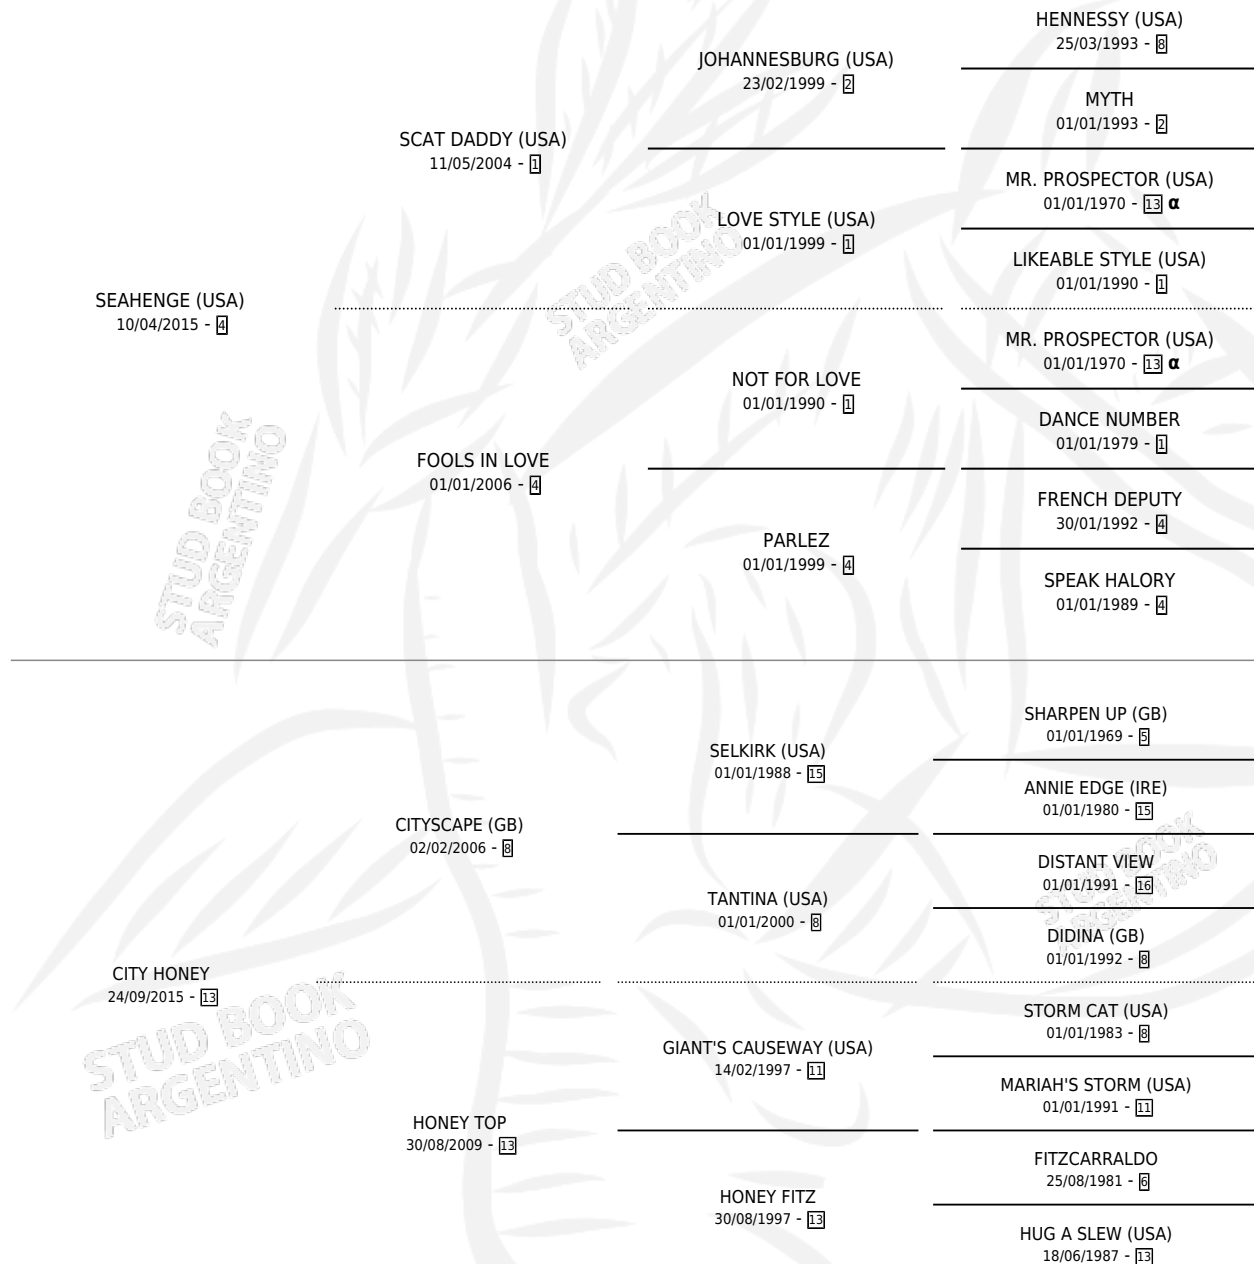 HENNESSY (USA)
25/03/1993 - 8
JOHANNESBURG (USA)
23/02/1999 - 2
MYTH
01/01/1993 - 2
SCAT DADDY (USA)
11/05/2004 - 1
MR. PROSPECTOR (USA)
01/01/1970 - 13 α
LOVE STYLE (USA)
01/01/1999 - 1
LIKEABLE STYLE (USA)
01/01/1990 - 1
SEAHENGE (USA)
10/04/2015 - 4
MR. PROSPECTOR (USA)
01/01/1970 - 13 α
NOT FOR LOVE
01/01/1990 - 1
DANCE NUMBER
01/01/1979 - 1
FOOLS IN LOVE
01/01/2006 - 4
FRENCH DEPUTY
30/01/1992 - 4
PARLEZ
01/01/1999 - 4
SPEAK HALORY
01/01/1989 - 4
STUD BOOK
ARGENTINO
STUD BOOK
ARGENTINO
SHARPEN UP (GB)
01/01/1969 - 5
SELKIRK (USA)
01/01/1988 - 15
ANNIE EDGE (IRE)
01/01/1980 - 15
CITYSCAPE (GB)
02/02/2006 - 8
DISTANT VIEW
01/01/1991 - 16
TANTINA (USA)
01/01/2000 - 8
DIDINA (GB)
01/01/1992 - 8
CITY HONEY
24/09/2015 - 13
STORM CAT (USA)
01/01/1983 - 8
GIANT'S CAUSEWAY (USA)
14/02/1997 - 11
MARIAH'S STORM (USA)
01/01/1991 - 11
HONEY TOP
30/08/2009 - 13
FITZCARRALDO
25/08/1981 - 6
HONEY FITZ
30/08/1997 - 13
HUG A SLEW (USA)
18/06/1987 - 13
STUD BOOK
ARGENTINO
STUD BOOK
ARGENTINO